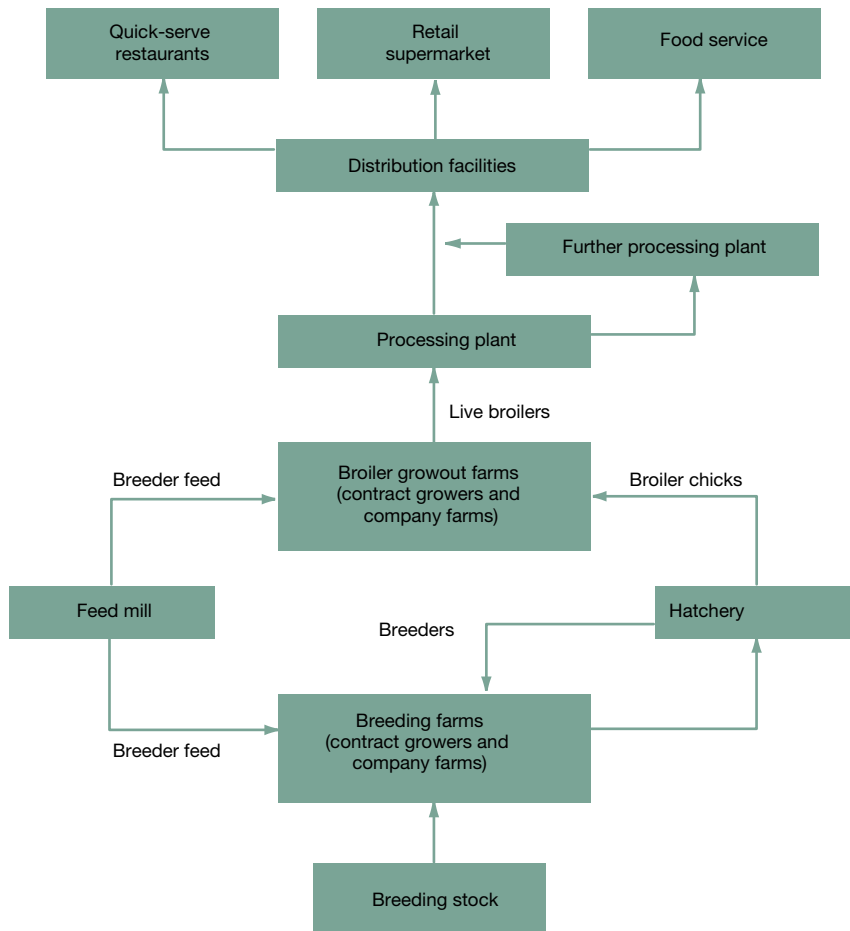 Quick-serve
restaurants
Retail
supermarket
Food service
Distribution facilities
Further processing plant
Processing plant
Live broilers
Breeder feed
Broiler growout farms
(contract growers and
company farms)
Broiler chicks
Feed mill
Hatchery
Breeders
Breeding farms
(contract growers and
company farms)
Breeder feed
Breeding stock